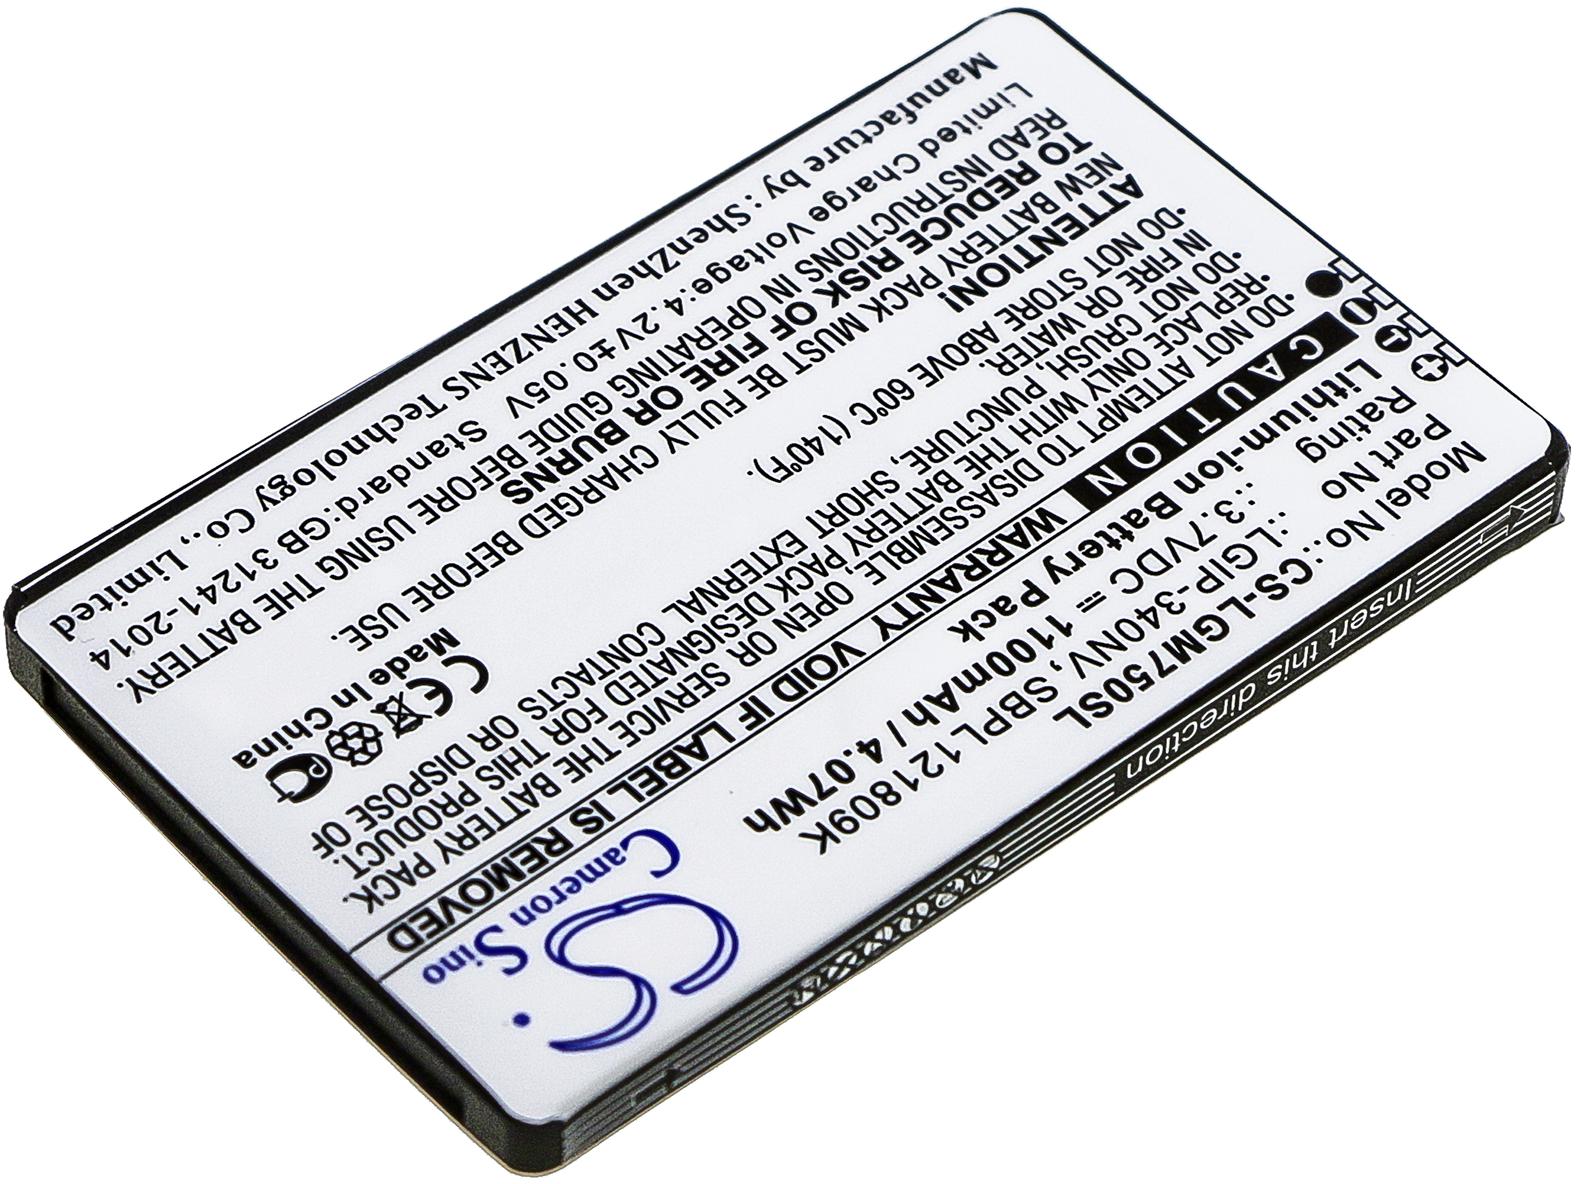 Cameron Sino
CS
Model No.: :CS-LGM750SL
Part No .:LGIP-340NV, SBPL121809K
Rating .:3.7VDC ⎓ 1100mAh / 4.07Wh
Lithium-ion Battery Pack
CAUTION WARRANTY VOID IF LABEL IS REMOVED
·DO NOT ATTEMPT TO DISASSEMBLE, OPEN OR SERVICE THE BATTERY PACK.
·REPLACE ONLY WITH THE BATTERY PACK DESIGNATED FOR THIS PRODUCT.
·DO NOT CRUSH, PUNCTURE, SHORT EXTERNAL CONTACTS OR DISPOSE OF
IN FIRE OR WATER.
·DO NOT STORE ABOVE 60℃ (140℉).
ATTENTION!
NEW BATTERY PACK MUST BE FULLY CHARGED BEFORE USE.
TO REDUCE RISK OF FIRE OR BURNS
READ INSTRUCTIONS IN OPERATING GUIDE BEFORE USING THE BATTERY.
Limited Charge Voltage:4.2V±0.05V Standard:GB 31241-2014
Manufacture by : ShenZhen HENZENS Technology Co., Limited
CE
Made In China
Insert this direction